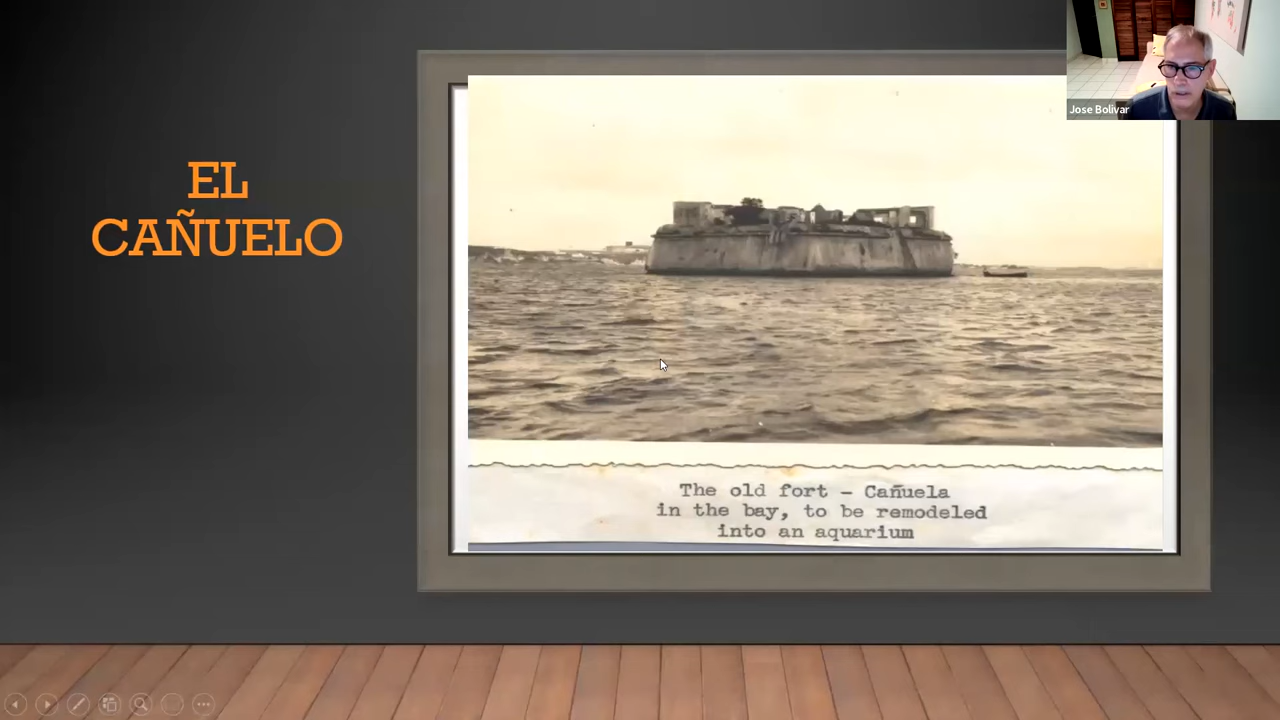 EL
CAÑUELO
The old fort - Cañuela
in the bay, to be remodeled
into an aquarium
Jose Bolivar